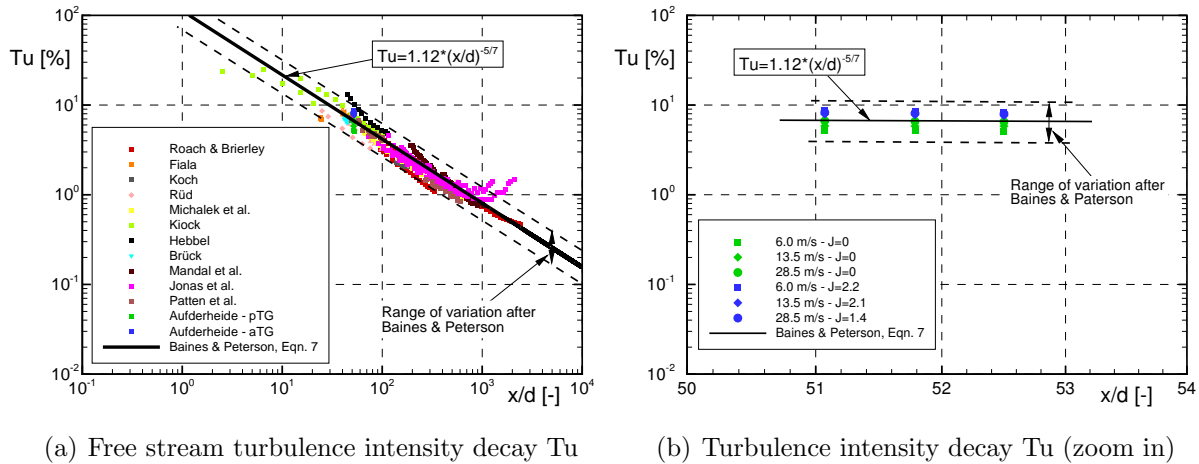 10²
Tu [%]
10¹
10⁰
10⁻¹
10⁻²
Tu=1.12*(x/d)⁻⁵/⁷
Roach & Brierley
Fiala
Koch
Rüd
Michalek et al.
Kiock
Hebbel
Brück
Mandal et al.
Jonas et al.
Patten et al.
Aufderheide - pTG
Aufderheide - aTG
Baines & Peterson, Eqn. 7
Range of variation after
Baines & Peterson
10⁻¹ 10⁰ 10¹ 10² 10³ 10⁴
x/d [-]
(a) Free stream turbulence intensity decay Tu
10²
Tu [%]
10¹
10⁰
10⁻¹
10⁻²
Tu=1.12*(x/d)⁻⁵/⁷
Range of variation after
Baines & Paterson
6.0 m/s - J=0
13.5 m/s - J=0
28.5 m/s - J=0
6.0 m/s - J=2.2
13.5 m/s - J=2.1
28.5 m/s - J=1.4
Baines & Peterson, Eqn. 7
50 51 52 53 54
x/d [-]
(b) Turbulence intensity decay Tu (zoom in)